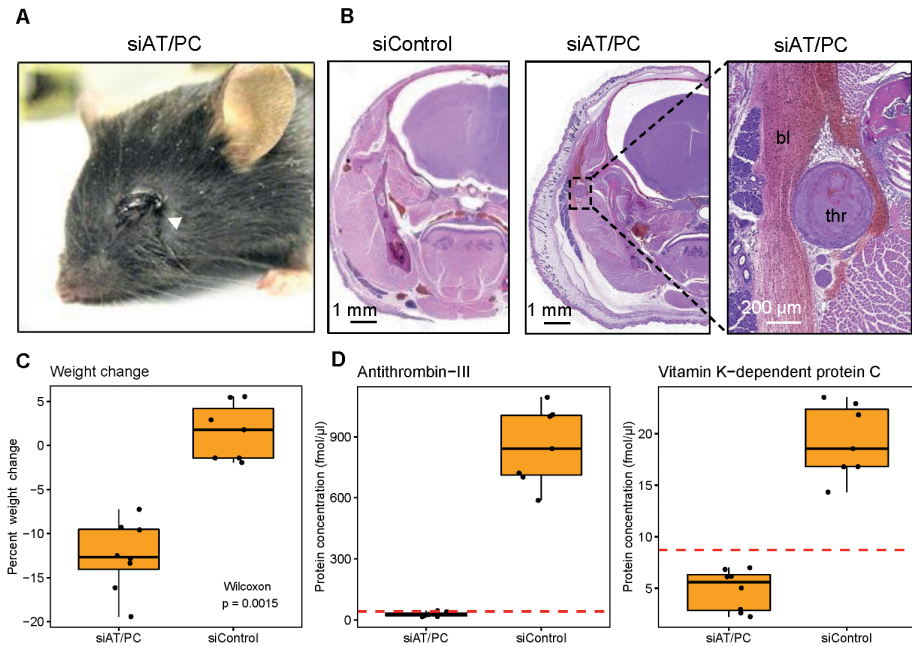 A
siAT/PC
B
siControl
siAT/PC
siAT/PC
1 mm
1 mm
bl
thr
200 µm
C
Weight change
Percent weight change
5
0
−5
−10
−15
−20
Wilcoxon
p = 0.0015
siAT/PC
siControl
D
Antithrombin−III
Protein concentration (fmol/µl)
900
600
300
0
siAT/PC
siControl
Vitamin K−dependent protein C
Protein concentration (fmol/µl)
20
15
10
5
siAT/PC
siControl